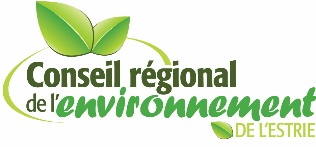 Conseil régional
de l'environnement
DE L'ESTRIE